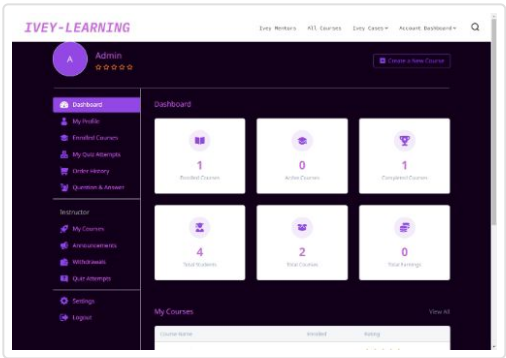 IVEY-LEARNING
Ivey Mentors All Courses Ivey Cases Account Dashboard
A
Admin
Create a New Course
Dashboard
My Profile
Enrolled Courses
My Quiz Attempts
Order History
Question & Answer
Instructor
My Courses
Announcements
Withdrawals
Quiz Attempts
Settings
Logout
Dashboard
1
Enrolled Courses
0
Active Courses
1
Completed Courses
4
Total Students
2
Total Courses
0
Total Earnings
My Courses View All
Course Name Enrolled Rating